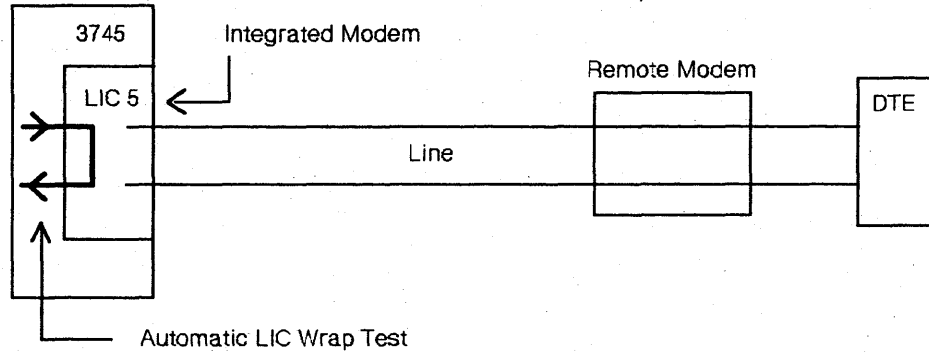 3745
Integrated Modem
Remote Modem
LIC 5
DTE
Line
Automatic LIC Wrap Test